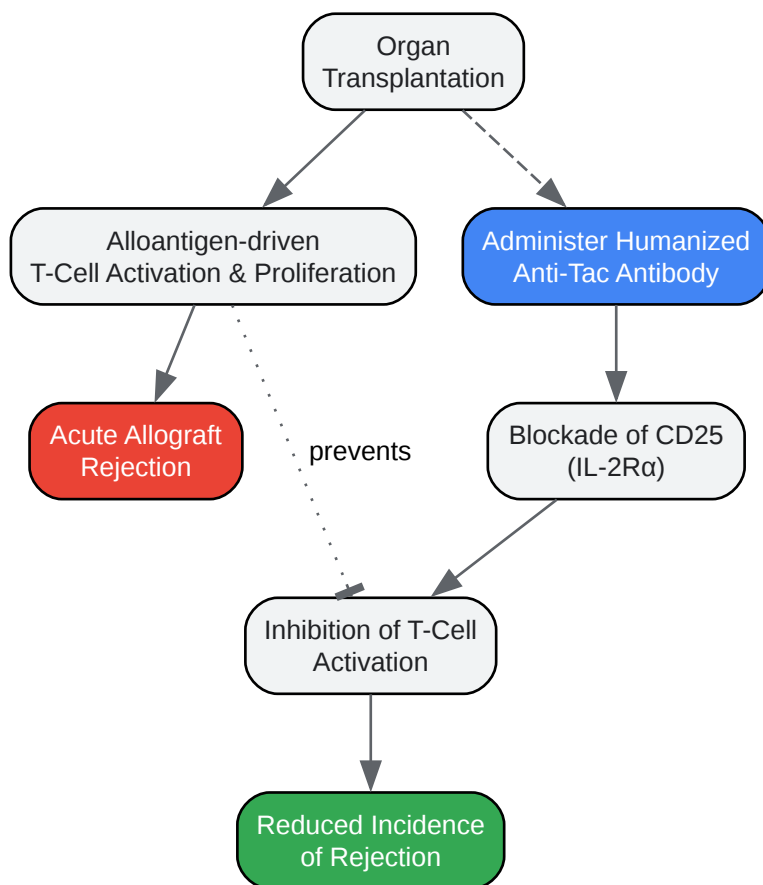 Organ
Transplantation
Alloantigen-driven
T-Cell Activation & Proliferation
Administer Humanized
Anti-Tac Antibody
Acute Allograft
Rejection
prevents
Blockade of CD25
(IL-2Rα)
Inhibition of T-Cell
Activation
Reduced Incidence
of Rejection